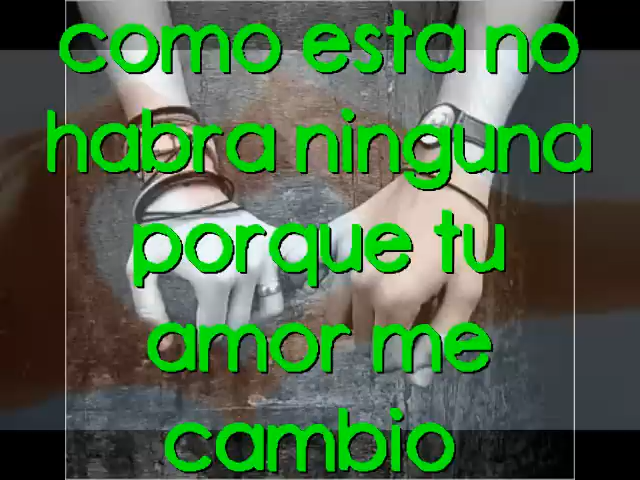 como esta no
habra ninguna
porque tu
amor me
cambio